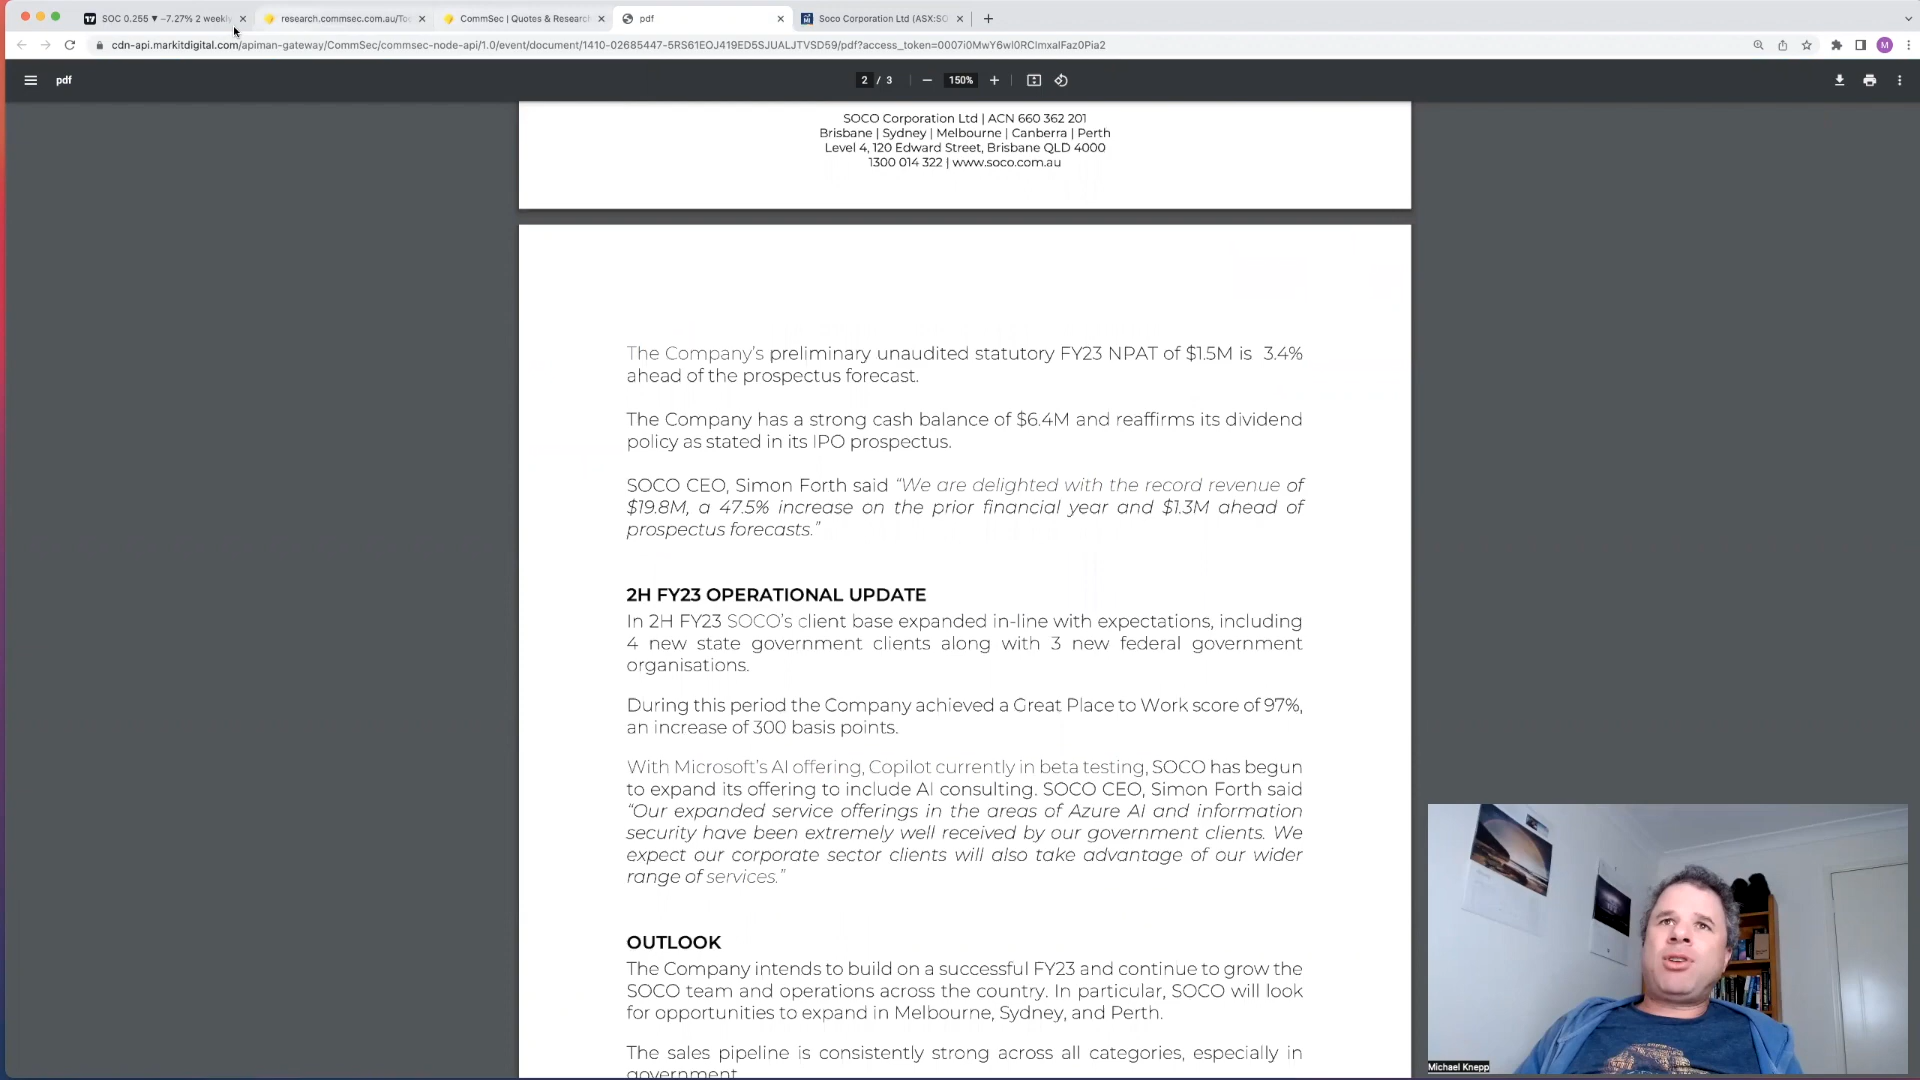 SOC 0.255 ▼ −7.27% 2 weekly
research.commsec.com.au/To
CommSec | Quotes & Research
pdf
Soco Corporation Ltd (ASX:SO
cdn-api.markitdigital.com/apiman-gateway/CommSec/commsec-node-api/1.0/event/document/1410-02685447-5RS61EOJ419ED5SJUALJTVSD59/pdf?access_token=0007i0MwY6wI0RCImxaIFaz0Pia2
M
pdf
2 / 3
150%
SOCO Corporation Ltd | ACN 660 362 201
Brisbane | Sydney | Melbourne | Canberra | Perth
Level 4, 120 Edward Street, Brisbane QLD 4000
1300 014 322 | www.soco.com.au
The Company's preliminary unaudited statutory FY23 NPAT of $1.5M is 3.4%
ahead of the prospectus forecast.
The Company has a strong cash balance of $6.4M and reaffirms its dividend
policy as stated in its IPO prospectus.
SOCO CEO, Simon Forth said “We are delighted with the record revenue of
$19.8M, a 47.5% increase on the prior financial year and $1.3M ahead of
prospectus forecasts.”
2H FY23 OPERATIONAL UPDATE
In 2H FY23 SOCO's client base expanded in-line with expectations, including
4 new state government clients along with 3 new federal government
organisations.
During this period the Company achieved a Great Place to Work score of 97%,
an increase of 300 basis points.
With Microsoft's AI offering, Copilot currently in beta testing, SOCO has begun
to expand its offering to include AI consulting. SOCO CEO, Simon Forth said
“Our expanded service offerings in the areas of Azure AI and information
security have been extremely well received by our government clients. We
expect our corporate sector clients will also take advantage of our wider
range of services.”
OUTLOOK
The Company intends to build on a successful FY23 and continue to grow the
SOCO team and operations across the country. In particular, SOCO will look
for opportunities to expand in Melbourne, Sydney, and Perth.
The sales pipeline is consistently strong across all categories, especially in
government.
Michael Knepp